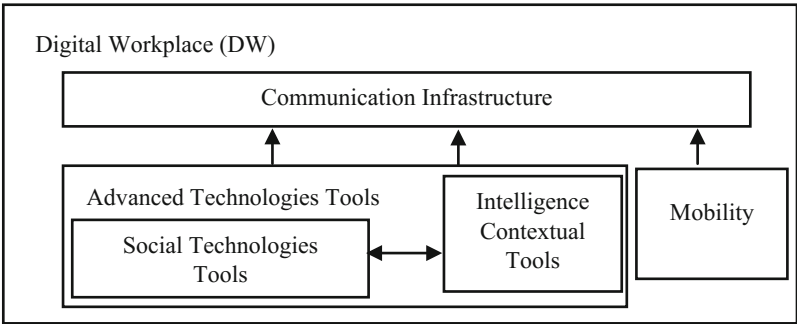 Digital Workplace (DW)
Communication Infrastructure
Advanced Technologies Tools
Social Technologies
Tools
Intelligence
Contextual
Tools
Mobility